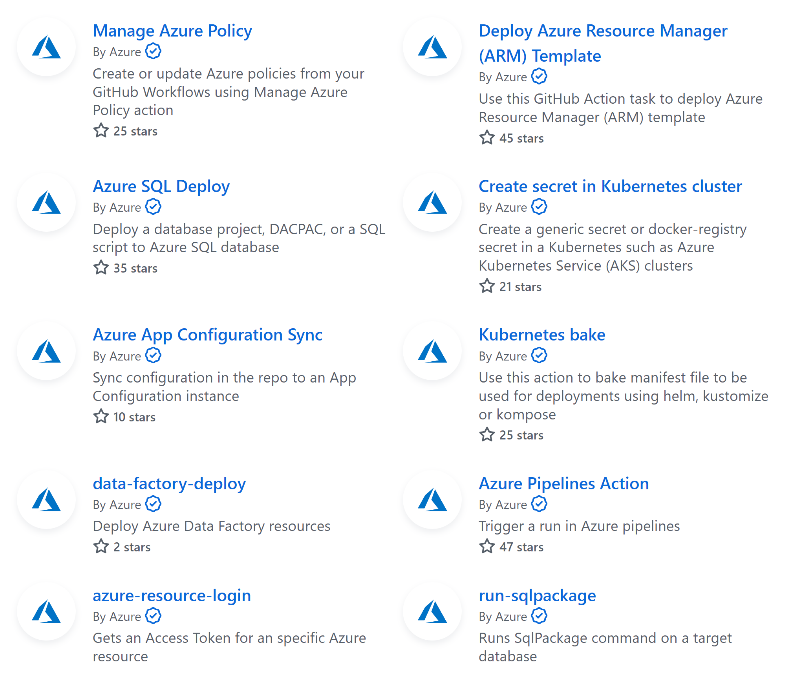 Manage Azure Policy
By Azure
Create or update Azure policies from your
GitHub Workflows using Manage Azure
Policy action
25 stars
Deploy Azure Resource Manager
(ARM) Template
By Azure
Use this GitHub Action task to deploy Azure
Resource Manager (ARM) template
45 stars
Azure SQL Deploy
By Azure
Deploy a database project, DACPAC, or a SQL
script to Azure SQL database
35 stars
Create secret in Kubernetes cluster
By Azure
Create a generic secret or docker-registry
secret in a Kubernetes such as Azure
Kubernetes Service (AKS) clusters
21 stars
Azure App Configuration Sync
By Azure
Sync configuration in the repo to an App
Configuration instance
10 stars
Kubernetes bake
By Azure
Use this action to bake manifest file to be
used for deployments using helm, kustomize
or kompose
25 stars
data-factory-deploy
By Azure
Deploy Azure Data Factory resources
2 stars
Azure Pipelines Action
By Azure
Trigger a run in Azure pipelines
47 stars
azure-resource-login
By Azure
Gets an Access Token for an specific Azure
resource
run-sqlpackage
By Azure
Runs SqlPackage command on a target
database